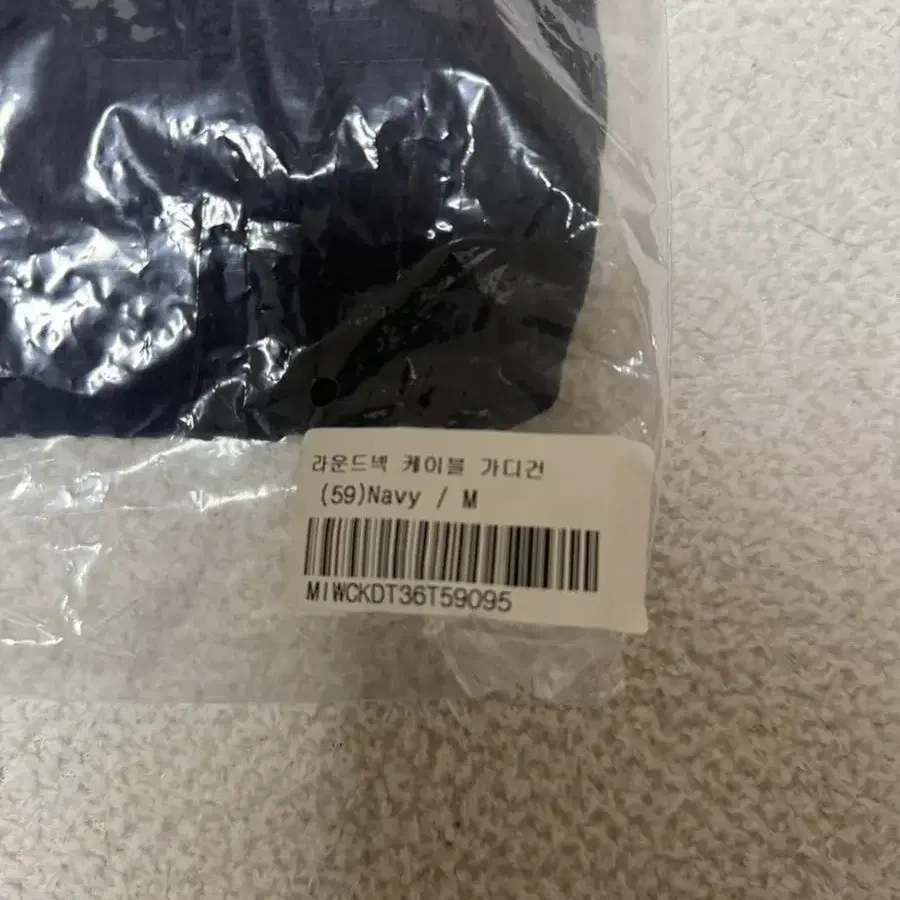 라운드넥 케이블 가디건
(59)Navy / M
MIWCKDT36T59095